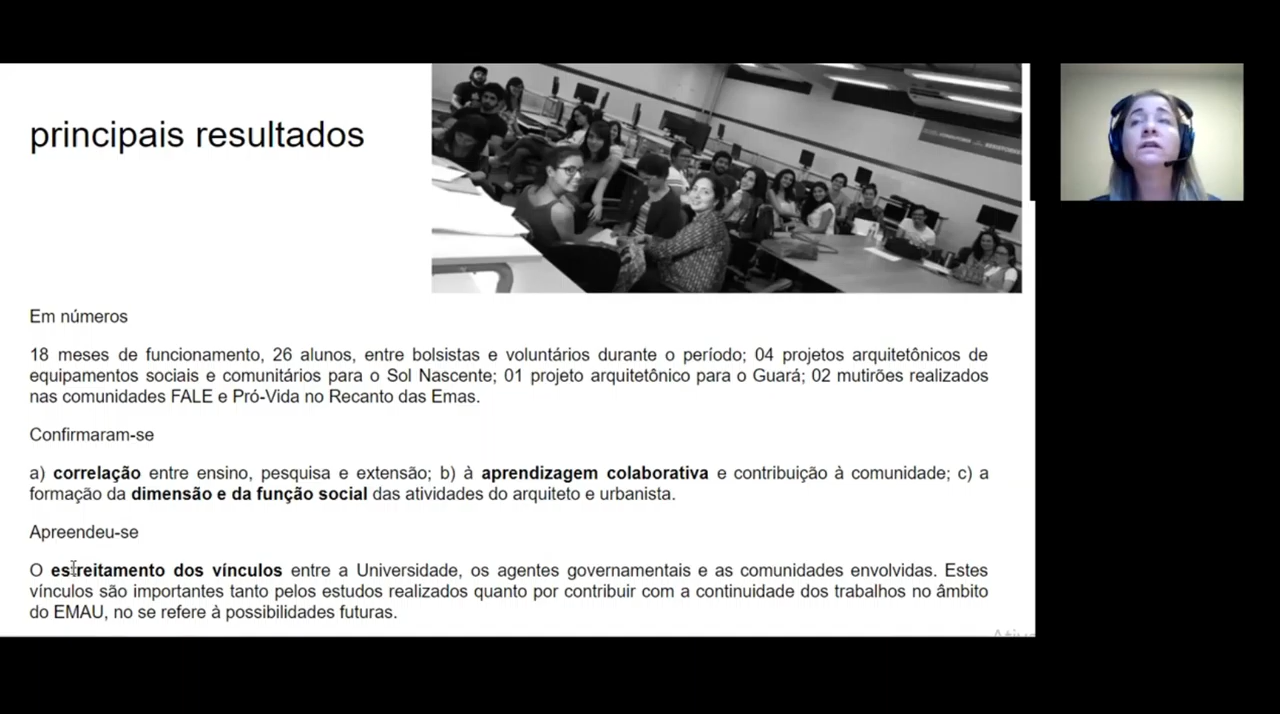 principais resultados
Em números
18 meses de funcionamento, 26 alunos, entre bolsistas e voluntários durante o período; 04 projetos arquitetônicos de
equipamentos sociais e comunitários para o Sol Nascente; 01 projeto arquitetônico para o Guará; 02 mutirões realizados
nas comunidades FALE e Pró-Vida no Recanto das Emas.
Confirmaram-se
a) correlação entre ensino, pesquisa e extensão; b) à aprendizagem colaborativa e contribuição à comunidade; c) a
formação da dimensão e da função social das atividades do arquiteto e urbanista.
Apreendeu-se
O estreitamento dos vínculos entre a Universidade, os agentes governamentais e as comunidades envolvidas. Estes
vínculos são importantes tanto pelos estudos realizados quanto por contribuir com a continuidade dos trabalhos no âmbito
do EMAU, no se refere à possibilidades futuras.